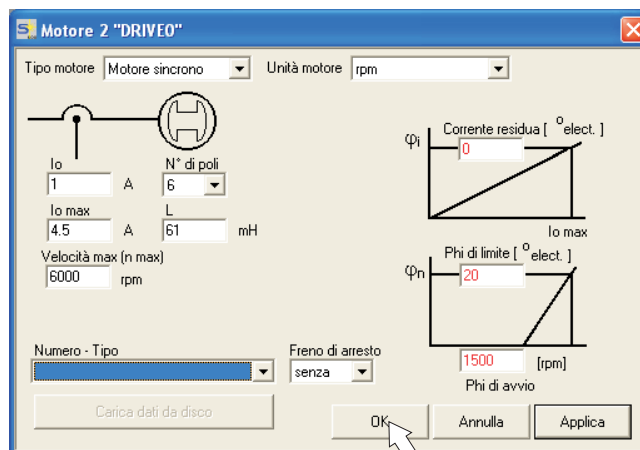 Motore 2 "DRIVE0"
Tipo motore Motore sincrono Unità motore rpm
Io
1 A
N° di poli
6
Io max
4.5 A
L
61 mH
Velocità max (n max)
6000 rpm
φi
Corrente residua [ °elect. ]
0
Io max
φn
Phi di limite [ °elect. ]
20
1500 [rpm]
Phi di avvio
Numero - Tipo
Freno di arresto
senza
Carica dati da disco
OK Annulla Applica